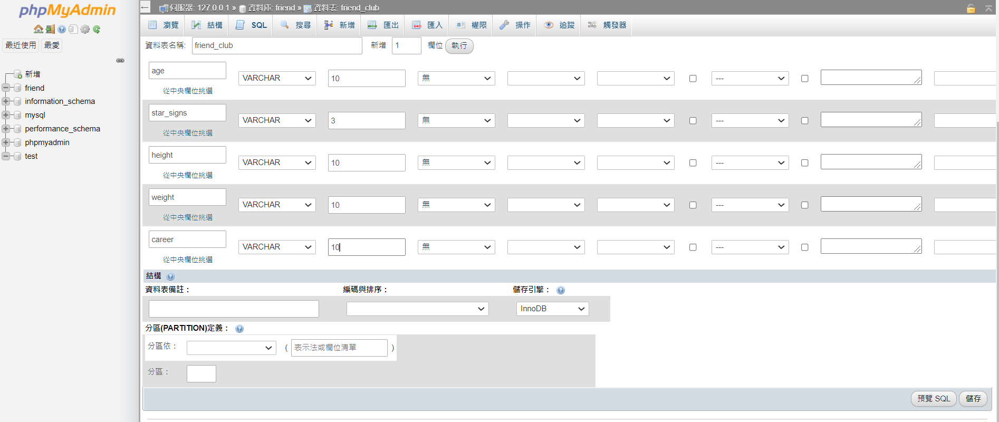 phpMyAdmin
最近使用 最愛
新增
friend
information_schema
mysql
performance_schema
phpmyadmin
test
伺服器: 127.0.0.1 » 資料庫: friend » 資料表: friend_club
瀏覽 結構 SQL 搜尋 新增 匯出 匯入 權限 操作 追蹤 觸發器
資料表名稱: friend_club 新增 1 欄位 執行
age VARCHAR 10 無 ---
從中央欄位挑選
star_signs VARCHAR 3 無 ---
從中央欄位挑選
height VARCHAR 10 無 ---
從中央欄位挑選
weight VARCHAR 10 無 ---
從中央欄位挑選
career VARCHAR 10 無 ---
從中央欄位挑選
結構
資料表備註： 編碼與排序： 儲存引擎：
InnoDB
分區(PARTITION)定義：
分區依： ( 表示法或欄位清單 )
分區：
預覽 SQL 儲存